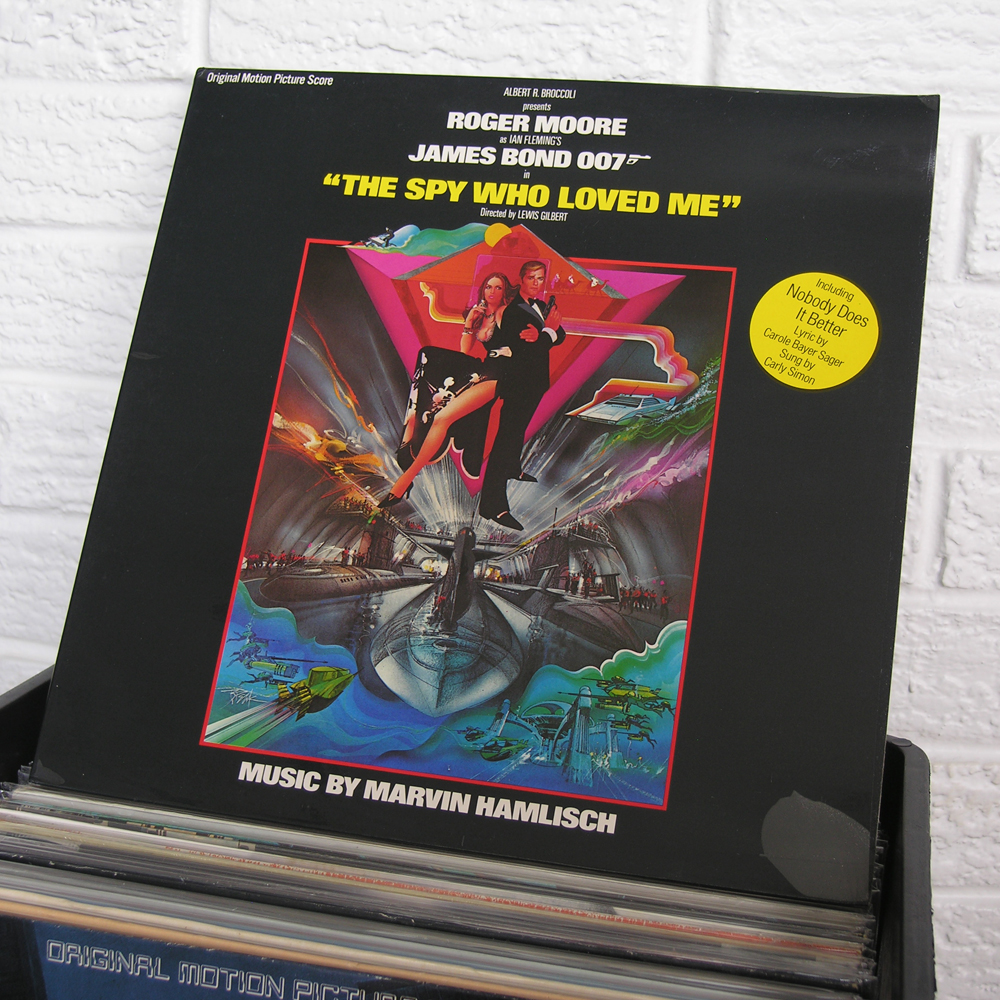 Original Motion Picture Score
ALBERT R. BROCCOLI
presents
ROGER MOORE
as IAN FLEMING'S
JAMES BOND 007
in
“THE SPY WHO LOVED ME”
Directed by LEWIS GILBERT
Including
Nobody Does
It Better
Lyric by
Carole Bayer Sager
Sung by
Carly Simon
MUSIC BY MARVIN HAMLISCH
ORIGINAL MOTION PICTURE